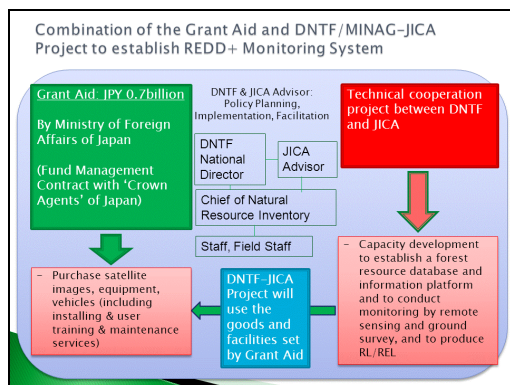 Combination of the Grant Aid and DNTF/MINAG-JICA
Project to establish REDD+ Monitoring System
Grant Aid: JPY 0.7billion
By Ministry of Foreign
Affairs of Japan
(Fund Management
Contract with ‘Crown
Agents’ of Japan)
DNTF & JICA Advisor:
Policy Planning,
Implementation, Facilitation
DNTF
National
Director
JICA
Advisor
Chief of Natural
Resource Inventory
Staff, Field Staff
Technical cooperation
project between DNTF
and JICA
- Purchase satellite
images, equipment,
vehicles (including
installing & user
training & maintenance
services)
DNTF-JICA
Project will
use the
goods and
facilities set
by Grant Aid
- Capacity development
to establish a forest
resource database and
information platform
and to conduct
monitoring by remote
sensing and ground
survey, and to produce
RL/REL